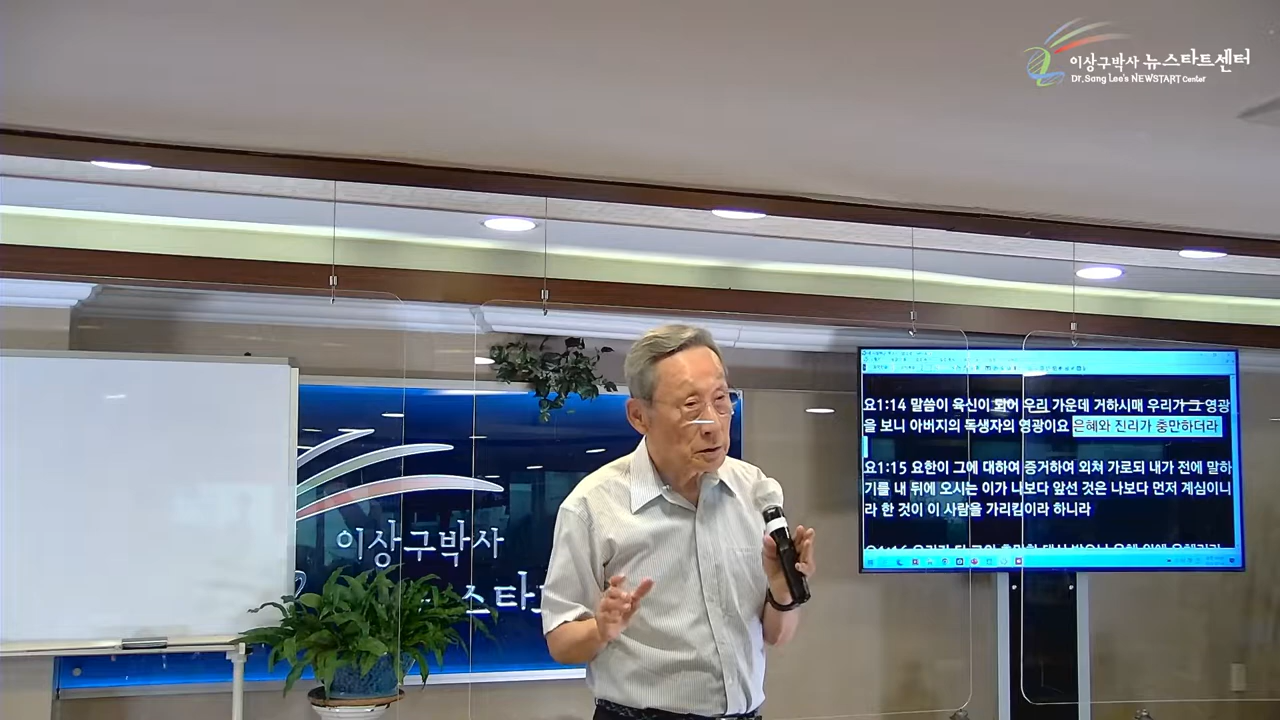 이상구박사 뉴스타트센터
Dr. Sang Lee's NEWSTART Center
요1:14 말씀이 육신이 되어 우리 가운데 거하시매 우리가 그 영광
을 보니 아버지의 독생자의 영광이요 은혜와 진리가 충만하더라
요1:15 요한이 그에 대하여 증거하여 외쳐 가로되 내가 전에 말하
기를 내 뒤에 오시는 이가 나보다 앞선 것은 나보다 먼저 계심이니
라 한 것이 이 사람을 가리킴이라 하니라
이상구박사
스타